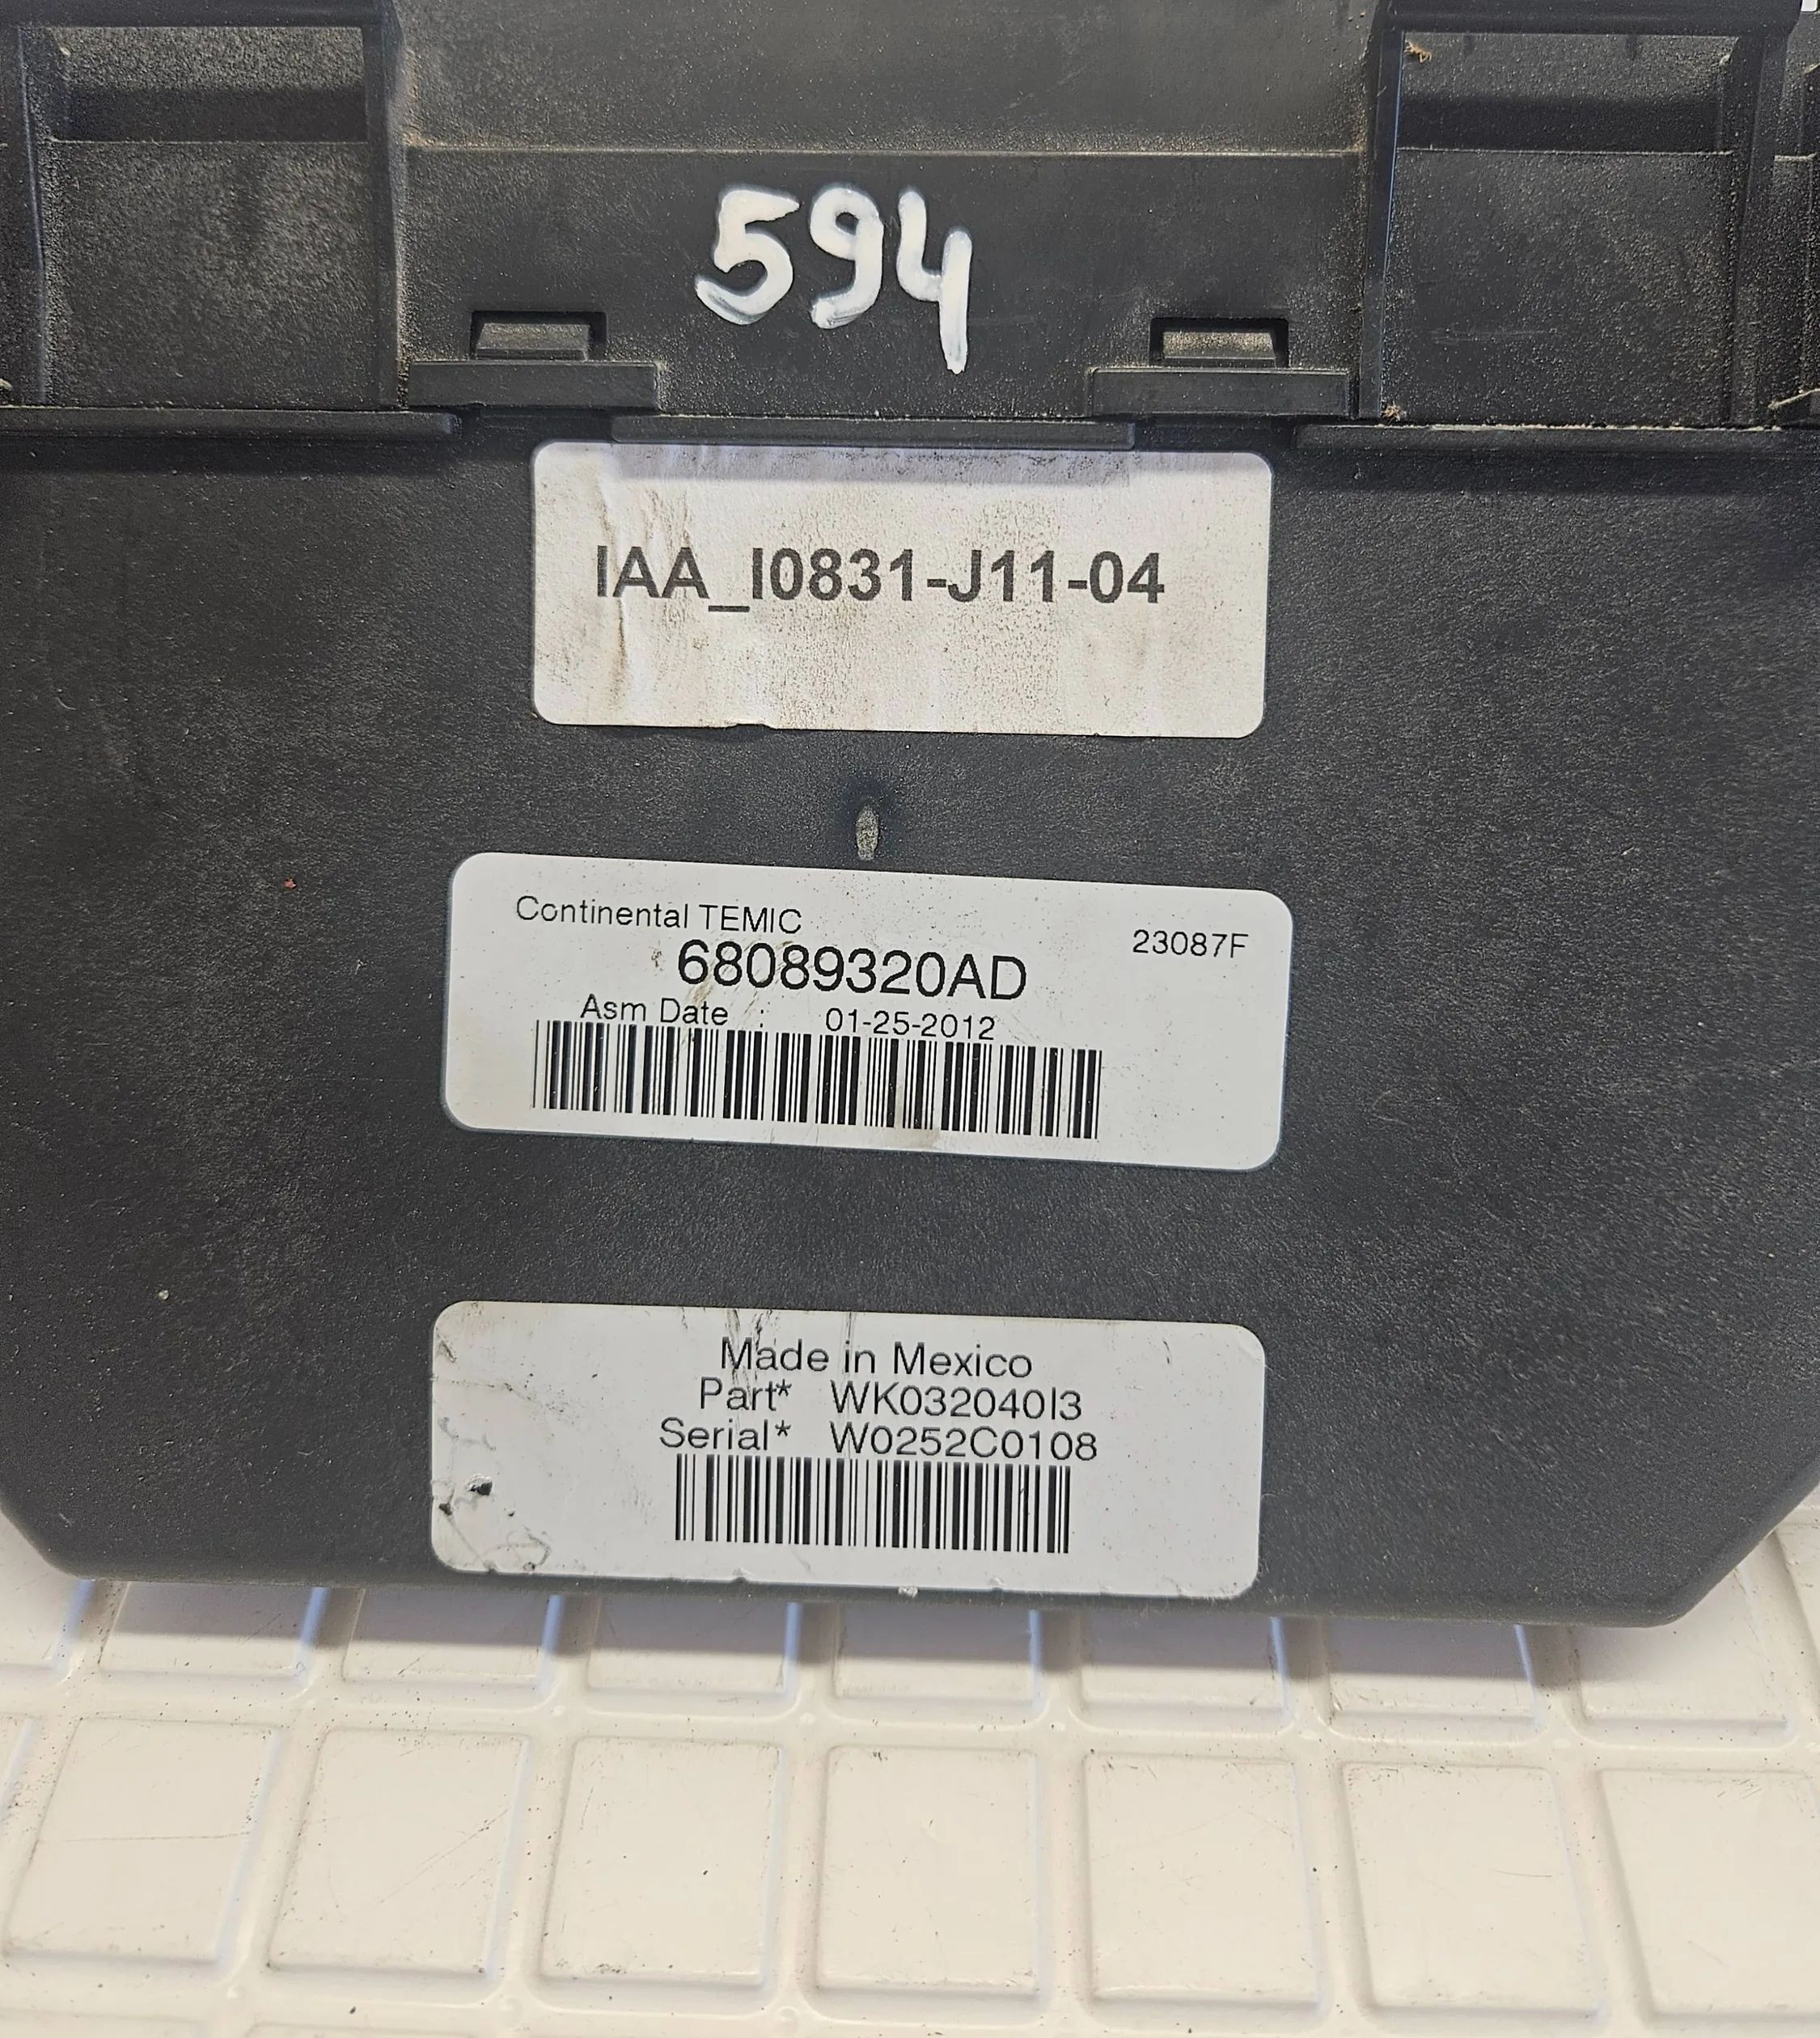 594
IAA_I0831-J11-04
Continental TEMIC
23087F
68089320AD
Asm Date : 01-25-2012
Made in Mexico
Part* WK032040I3
Serial* W0252C0108